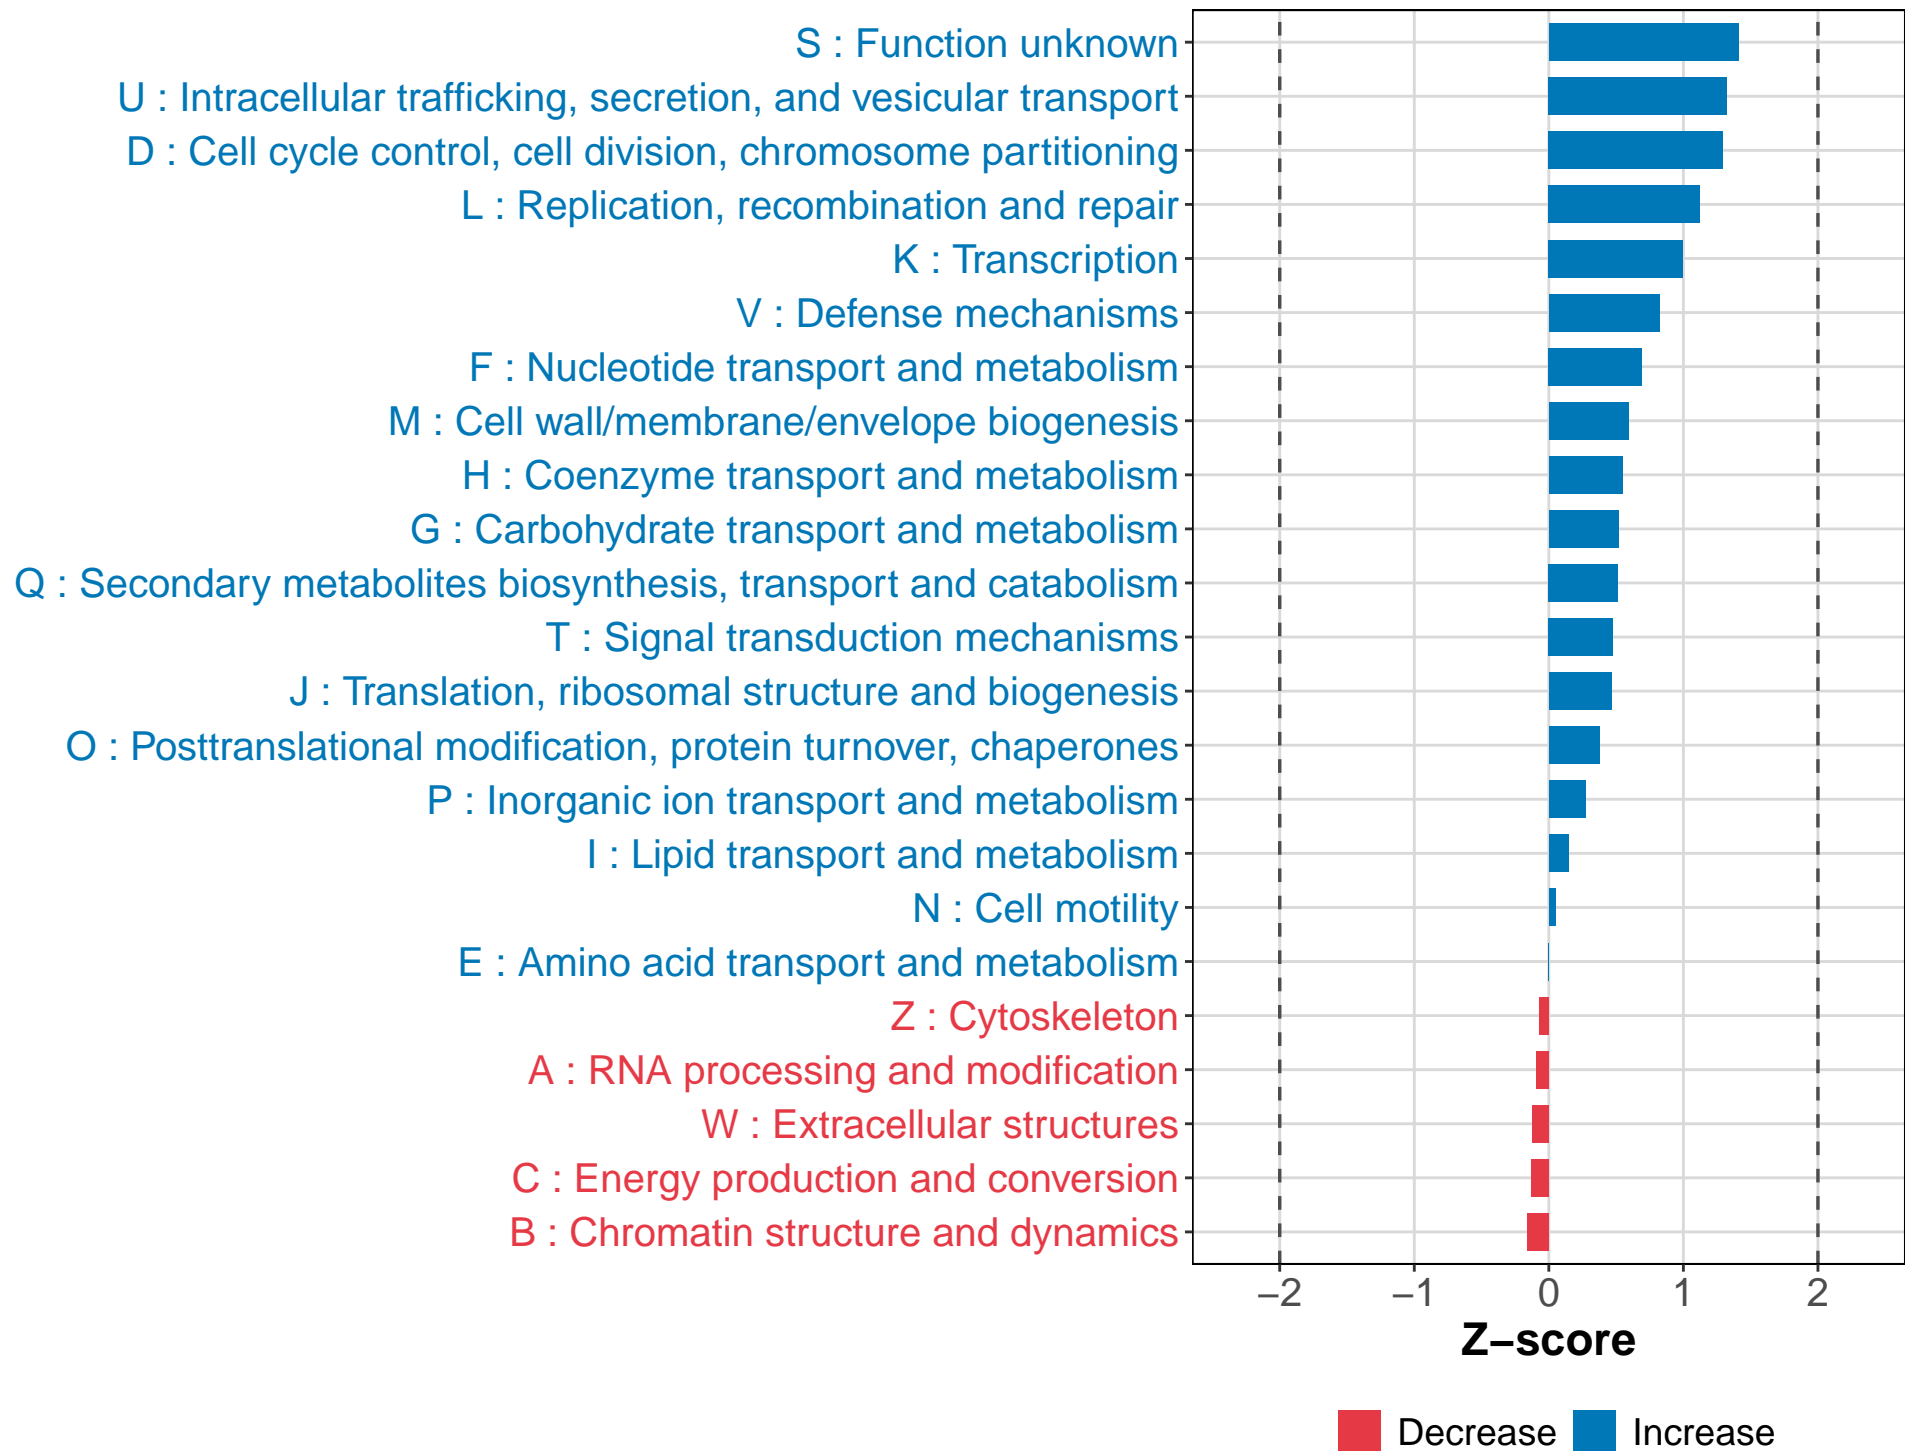 S : Function unknown
U : Intracellular trafficking, secretion, and vesicular transport
D : Cell cycle control, cell division, chromosome partitioning
L : Replication, recombination and repair
K : Transcription
V : Defense mechanisms
F : Nucleotide transport and metabolism
M : Cell wall/membrane/envelope biogenesis
H : Coenzyme transport and metabolism
G : Carbohydrate transport and metabolism
Q : Secondary metabolites biosynthesis, transport and catabolism
T : Signal transduction mechanisms
J : Translation, ribosomal structure and biogenesis
O : Posttranslational modification, protein turnover, chaperones
P : Inorganic ion transport and metabolism
I : Lipid transport and metabolism
N : Cell motility
E : Amino acid transport and metabolism
Z : Cytoskeleton
A : RNA processing and modification
W : Extracellular structures
C : Energy production and conversion
B : Chromatin structure and dynamics
−2 −1 0 1 2
Z−score
Decrease Increase